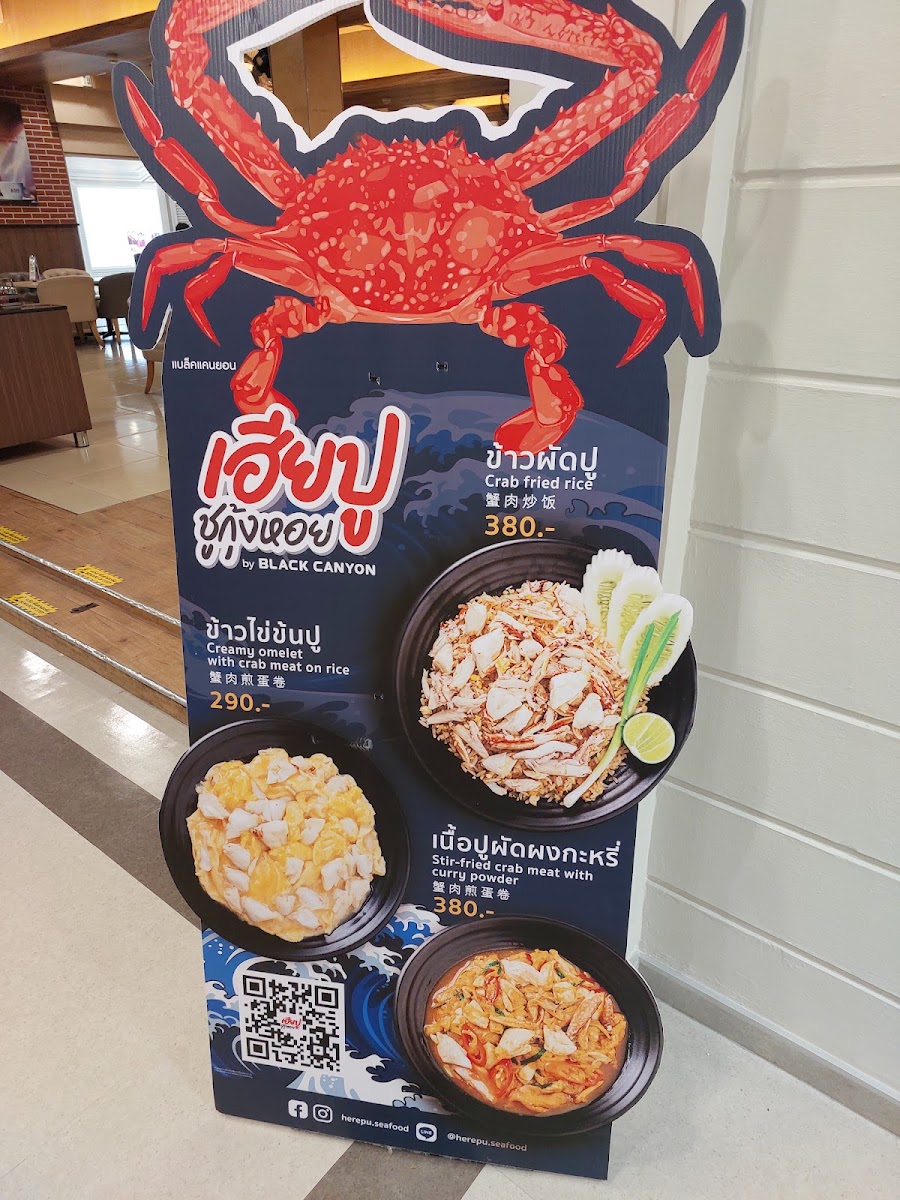 แบล็คแคนยอน
เฮียปู
ชูกุ้งหอย
by BLACK CANYON
ข้าวผัดปู
Crab fried rice
蟹肉炒饭
380.-
ข้าวไข่ข้นปู
Creamy omelet
with crab meat on rice
蟹肉煎蛋卷
290.-
เนื้อปูผัดผงกะหรี่
Stir-fried crab meat with
curry powder
蟹肉煎蛋卷
380.-
herepu.seafood
LINE
@herepu.seafood